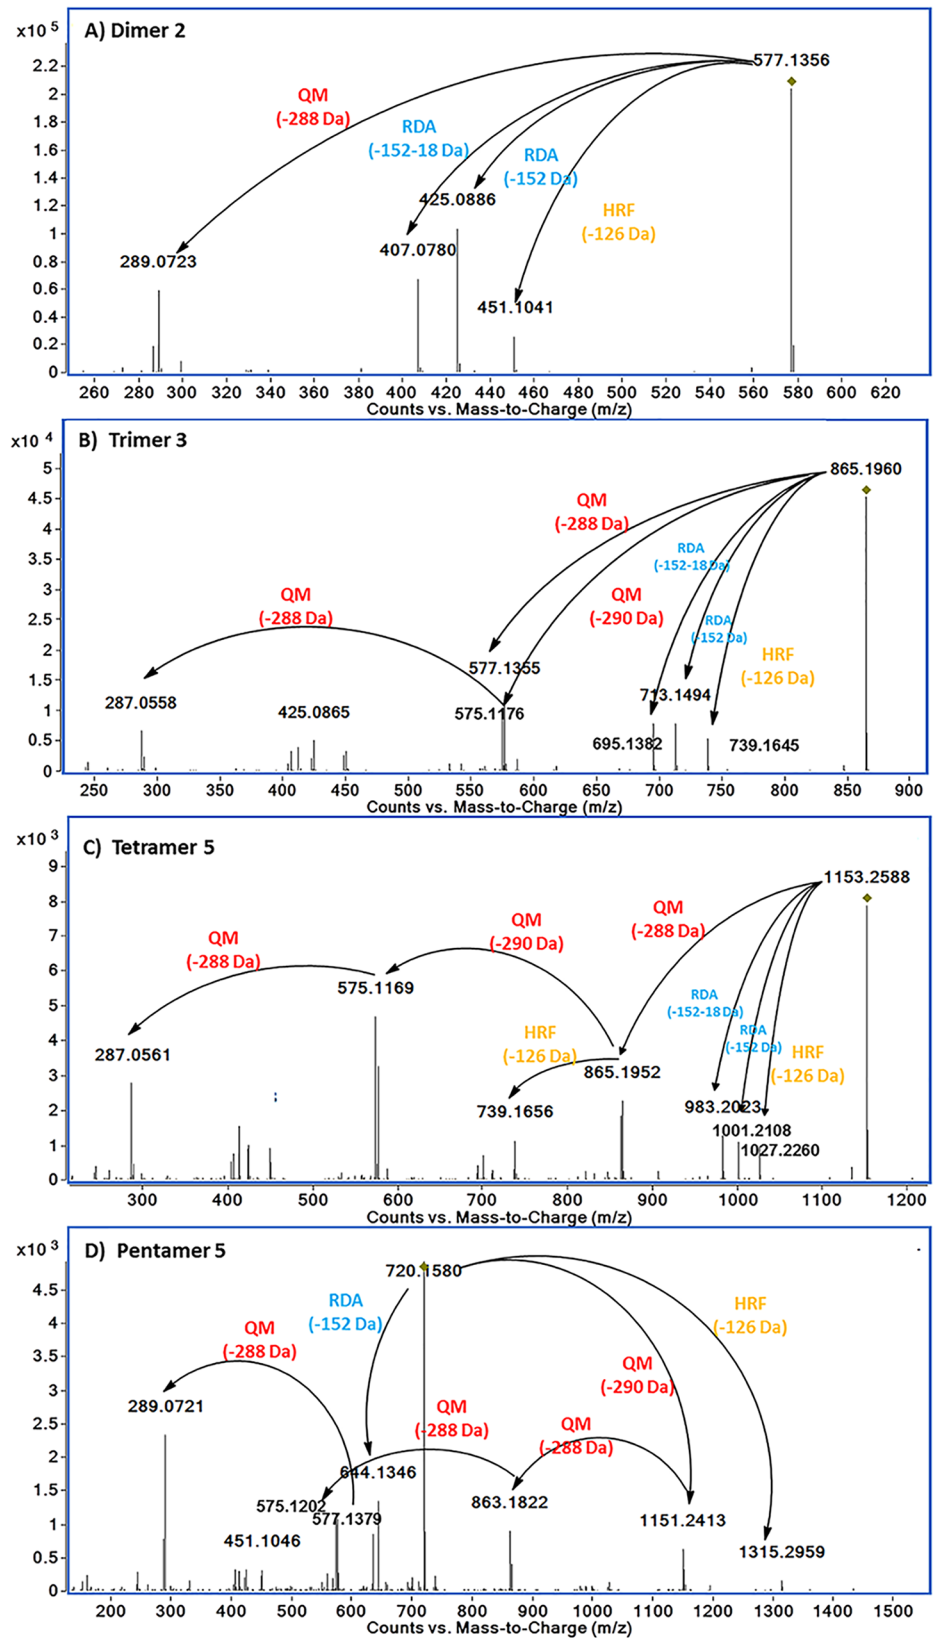 x10 5
A) Dimer 2
577.1356
2.2
2
1.8
1.6
1.4
1.2
1
0.8
0.6
0.4
0.2
0
QM
(-288 Da)
RDA
(-152-18 Da)
RDA
(-152 Da)
HRF
(-126 Da)
425.0886
407.0780
289.0723
451.1041
260 280 300 320 340 360 380 400 420 440 460 480 500 520 540 560 580 600 620
Counts vs. Mass-to-Charge (m/z)
x10 4
B) Trimer 3
865.1960
5
4.5
4
3.5
3
2.5
2
1.5
1
0.5
0
QM
(-288 Da)
RDA
(-152-18 Da)
QM
(-288 Da)
QM
(-290 Da)
RDA
(-152 Da)
HRF
(-126 Da)
577.1355
713.1494
287.0558
425.0865
575.1176
695.1382
739.1645
250 300 350 400 450 500 550 600 650 700 750 800 850 900
Counts vs. Mass-to-Charge (m/z)
x10 3
C) Tetramer 5
1153.2588
9
8
7
6
5
4
3
2
1
0
QM
(-288 Da)
QM
(-290 Da)
QM
(-288 Da)
575.1169
RDA
(-152-18 Da)
RDA
(-152 Da)
HRF
(-126 Da)
HRF
(-126 Da)
287.0561
865.1952
739.1656
983.2023
1001.2108
1027.2260
300 400 500 600 700 800 900 1000 1100 1200
Counts vs. Mass-to-Charge (m/z)
x10 3
D) Pentamer 5
720.1580
4.5
4
3.5
3
2.5
2
1.5
1
0.5
0
RDA
(-152 Da)
HRF
(-126 Da)
QM
(-288 Da)
QM
(-290 Da)
289.0721
QM
(-288 Da)
QM
(-288 Da)
644.1346
575.1202
577.1379
863.1822
1151.2413
451.1046
1315.2959
200 300 400 500 600 700 800 900 1000 1100 1200 1300 1400 1500
Counts vs. Mass-to-Charge (m/z)